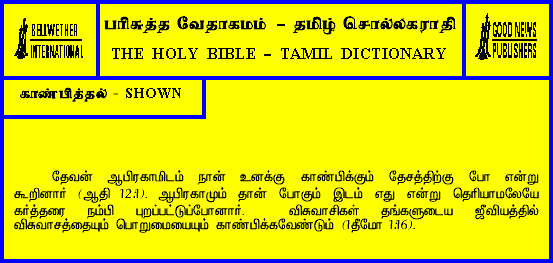 BELLWETHER
INTERNATIONAL
பரிசுத்த வேதாகமம் – தமிழ் சொல்லகராதி
THE HOLY BIBLE – TAMIL DICTIONARY
GOOD NEWS
PUBLISHERS
காண்பித்தல் - SHOWN
தேவன் ஆபிரகாமிடம் நான் உனக்கு காண்பிக்கும் தேசத்திற்கு போ என்று
கூறினார் (ஆதி 12:1). ஆபிரகாமும் தான் போகும் இடம் எது என்று தெரியாமலேயே
கர்த்தரை நம்பி புறப்பட்டுப்போனார். விசுவாசிகள் தங்களுடைய ஜீவியத்தில்
விசுவாசத்தையும் பொறுமையையும் காண்பிக்கவேண்டும் (1தீமோ 1:16).